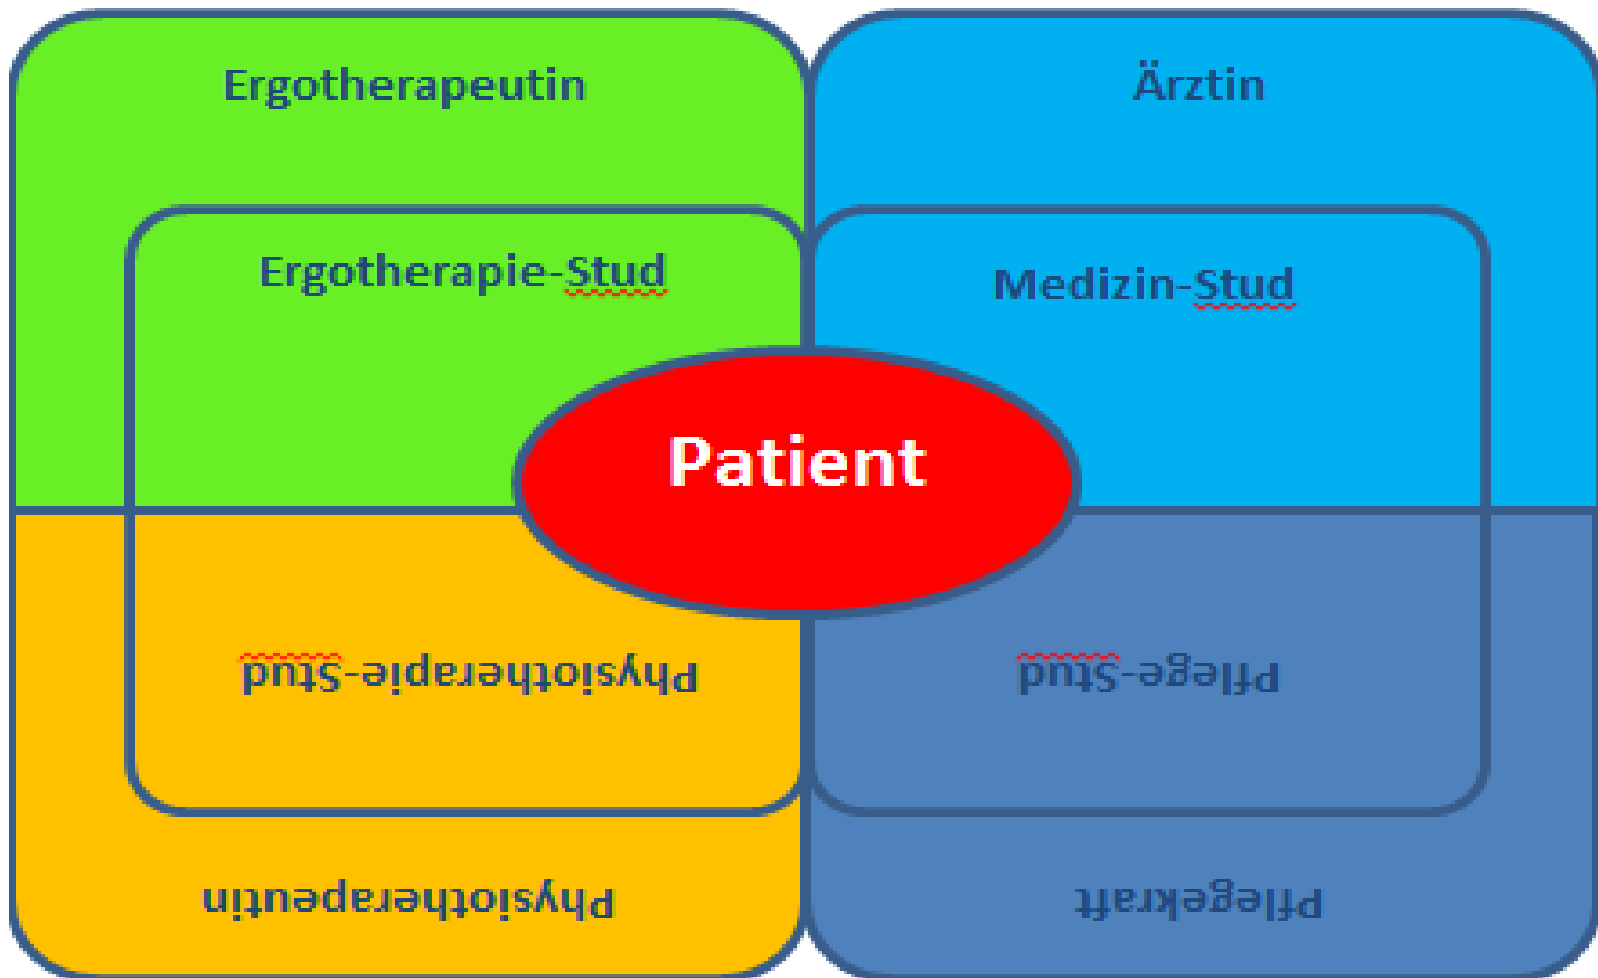 Ergotherapeutin
Ärztin
Ergotherapie-Stud
Medizin-Stud
Patient
Physiotherapie-Stud
Pflege-Stud
Physiotherapeutin
Pflegekraft